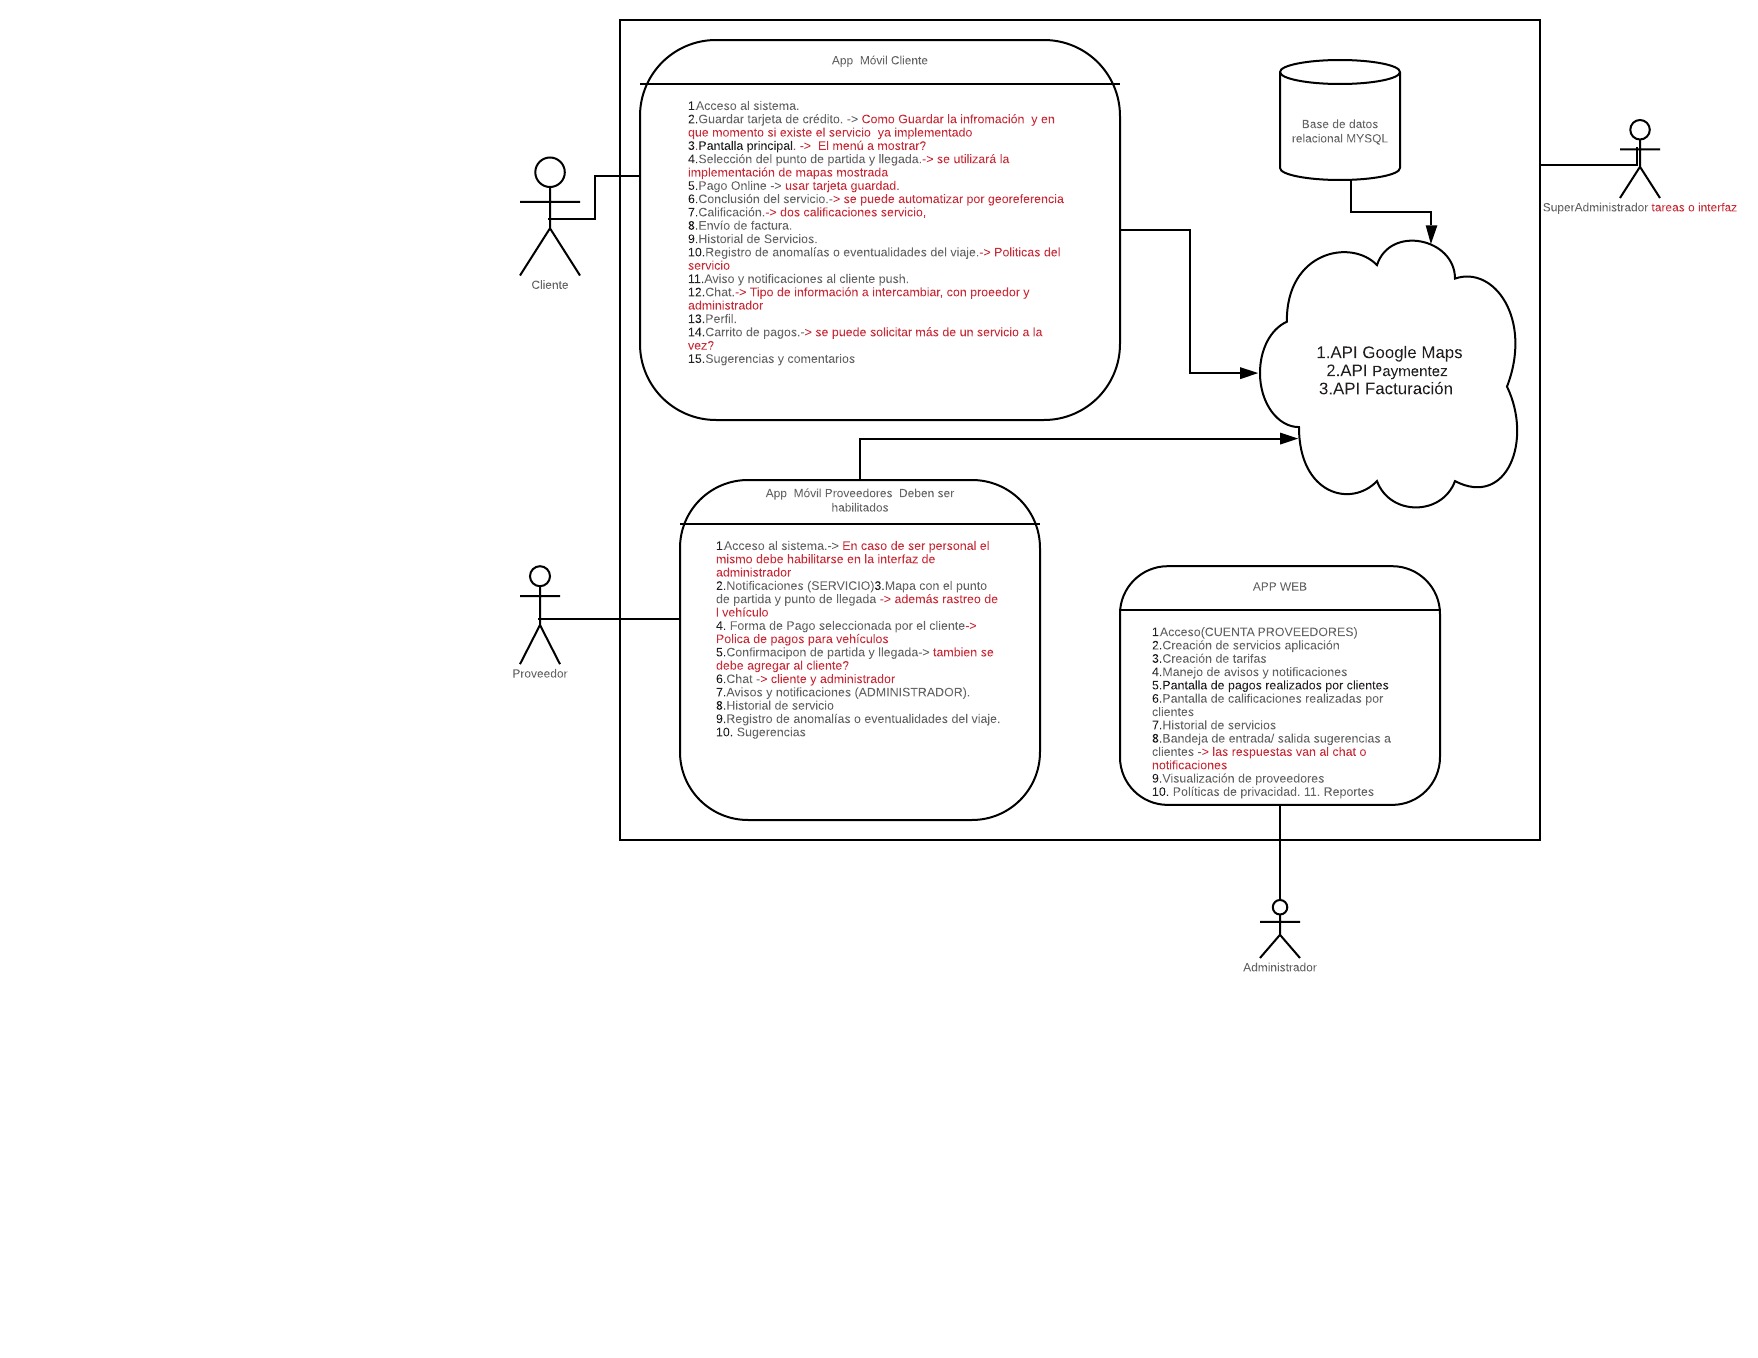 App  Móvil Cliente
1Acceso al sistema.
2.Guardar tarjeta de crédito. -> Como Guardar la infromación  y en
que momento si existe el servicio  ya implementado
3.Pantalla principal. ->  El menú a mostrar?
4.Selección del punto de partida y llegada.-> se utilizará la
implementación de mapas mostrada
5.Pago Online -> usar tarjeta guardad.
6.Conclusión del servicio.-> se puede automatizar por georeferencia
7.Calificación.-> dos calificaciones servicio,
8.Envío de factura.
9.Historial de Servicios.
10.Registro de anomalías o eventualidades del viaje.-> Politicas del
servicio
11.Aviso y notificaciones al cliente push.
12.Chat.-> Tipo de información a intercambiar, con proeedor y
administrador
13.Perfil.
14.Carrito de pagos.-> se puede solicitar más de un servicio a la
vez?
15.Sugerencias y comentarios
Cliente
Base de datos
relacional MYSQL
SuperAdministrador tareas o interfaz
1.API Google Maps
2.API Paymentez
3.API Facturación
App  Móvil Proveedores  Deben ser
habilitados
1Acceso al sistema.-> En caso de ser personal el
mismo debe habilitarse en la interfaz de
administrador
2.Notificaciones (SERVICIO)3.Mapa con el punto
de partida y punto de llegada -> además rastreo de
l vehículo
4. Forma de Pago seleccionada por el cliente->
Polica de pagos para vehículos
5.Confirmacipon de partida y llegada-> tambien se
debe agregar al cliente?
6.Chat -> cliente y administrador
7.Avisos y notificaciones (ADMINISTRADOR).
8.Historial de servicio
9.Registro de anomalías o eventualidades del viaje.
10. Sugerencias
Proveedor
APP WEB
1Acceso(CUENTA PROVEEDORES)
2.Creación de servicios aplicación
3.Creación de tarifas
4.Manejo de avisos y notificaciones
5.Pantalla de pagos realizados por clientes
6.Pantalla de calificaciones realizadas por
clientes
7.Historial de servicios
8.Bandeja de entrada/ salida sugerencias a
clientes -> las respuestas van al chat o
notificaciones
9.Visualización de proveedores
10. Políticas de privacidad. 11. Reportes
Administrador